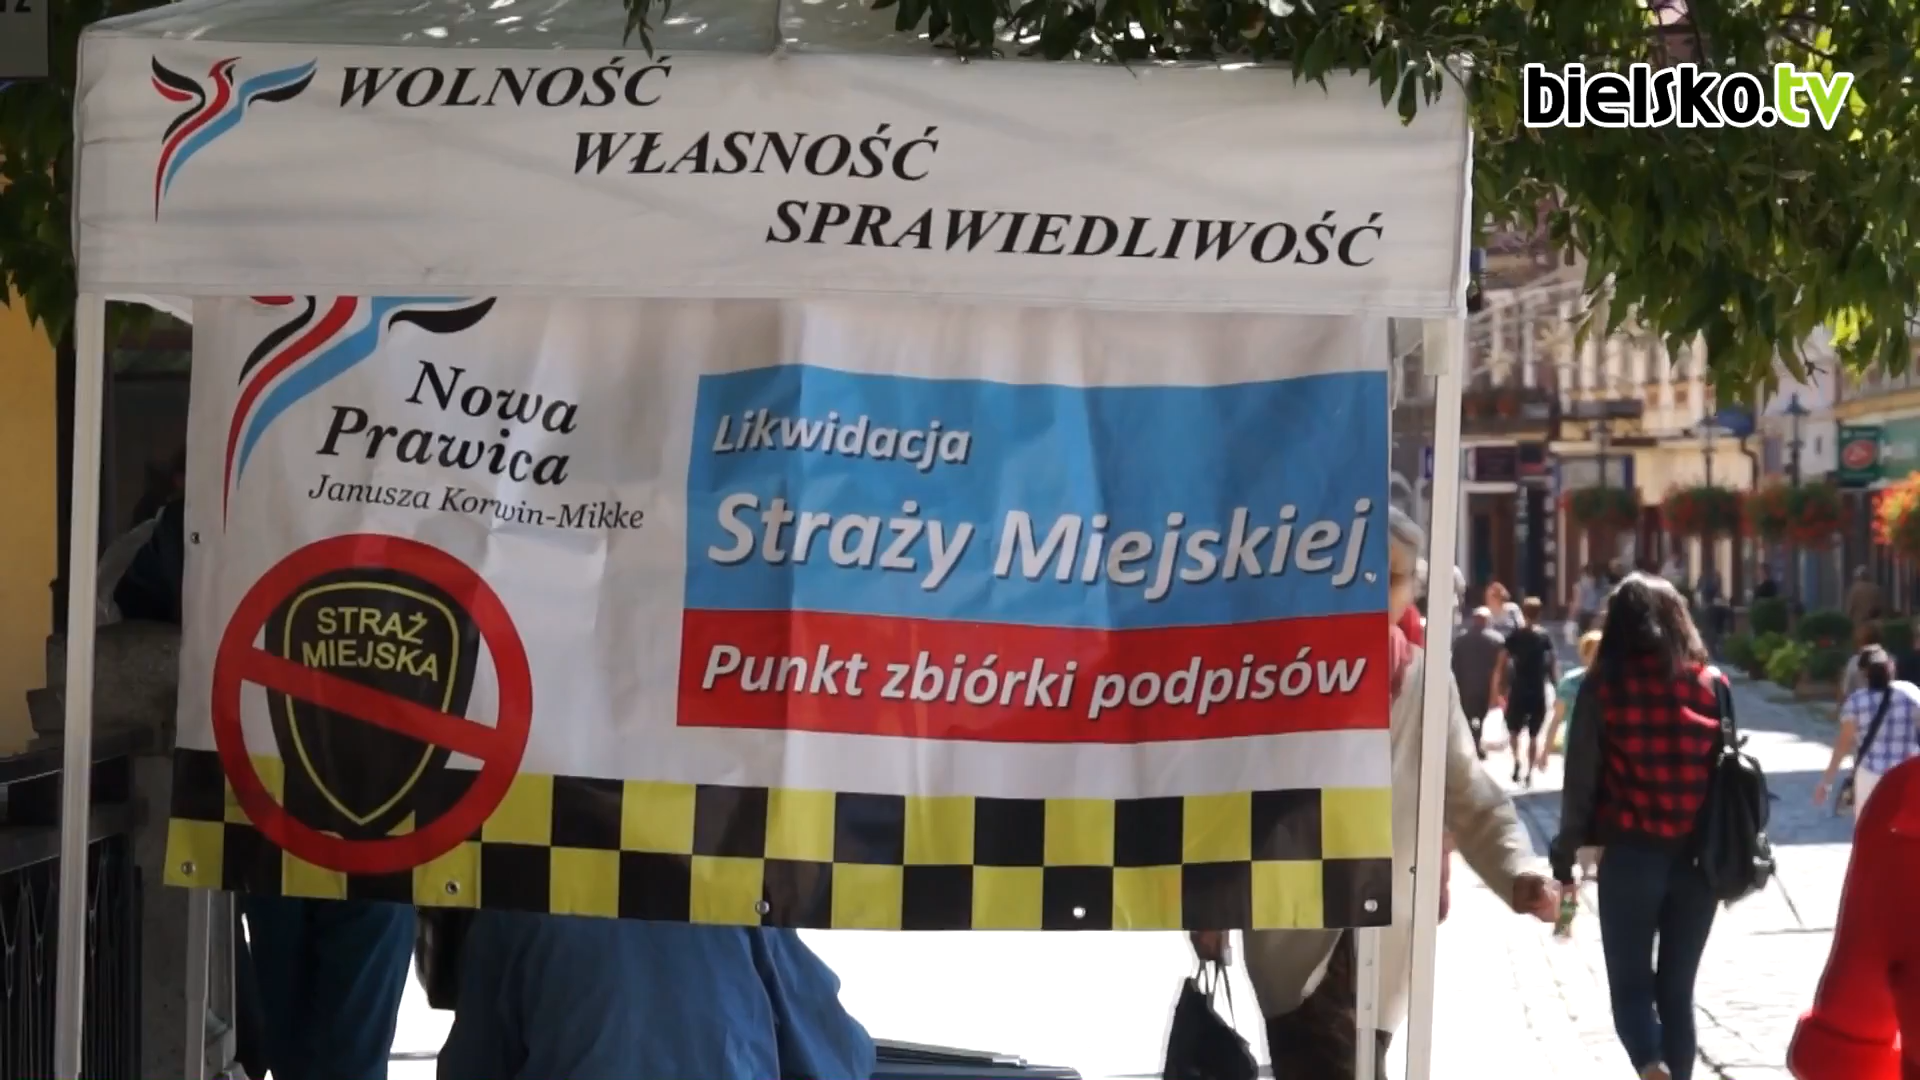 bielsko.tv
WOLNOŚĆ
WŁASNOŚĆ
SPRAWIEDLIWOŚĆ
Nowa
Prawica
Janusza Korwin-Mikke
STRAŻ
MIEJSKA
Likwidacja
Straży Miejskiej
Punkt zbiórki podpisów